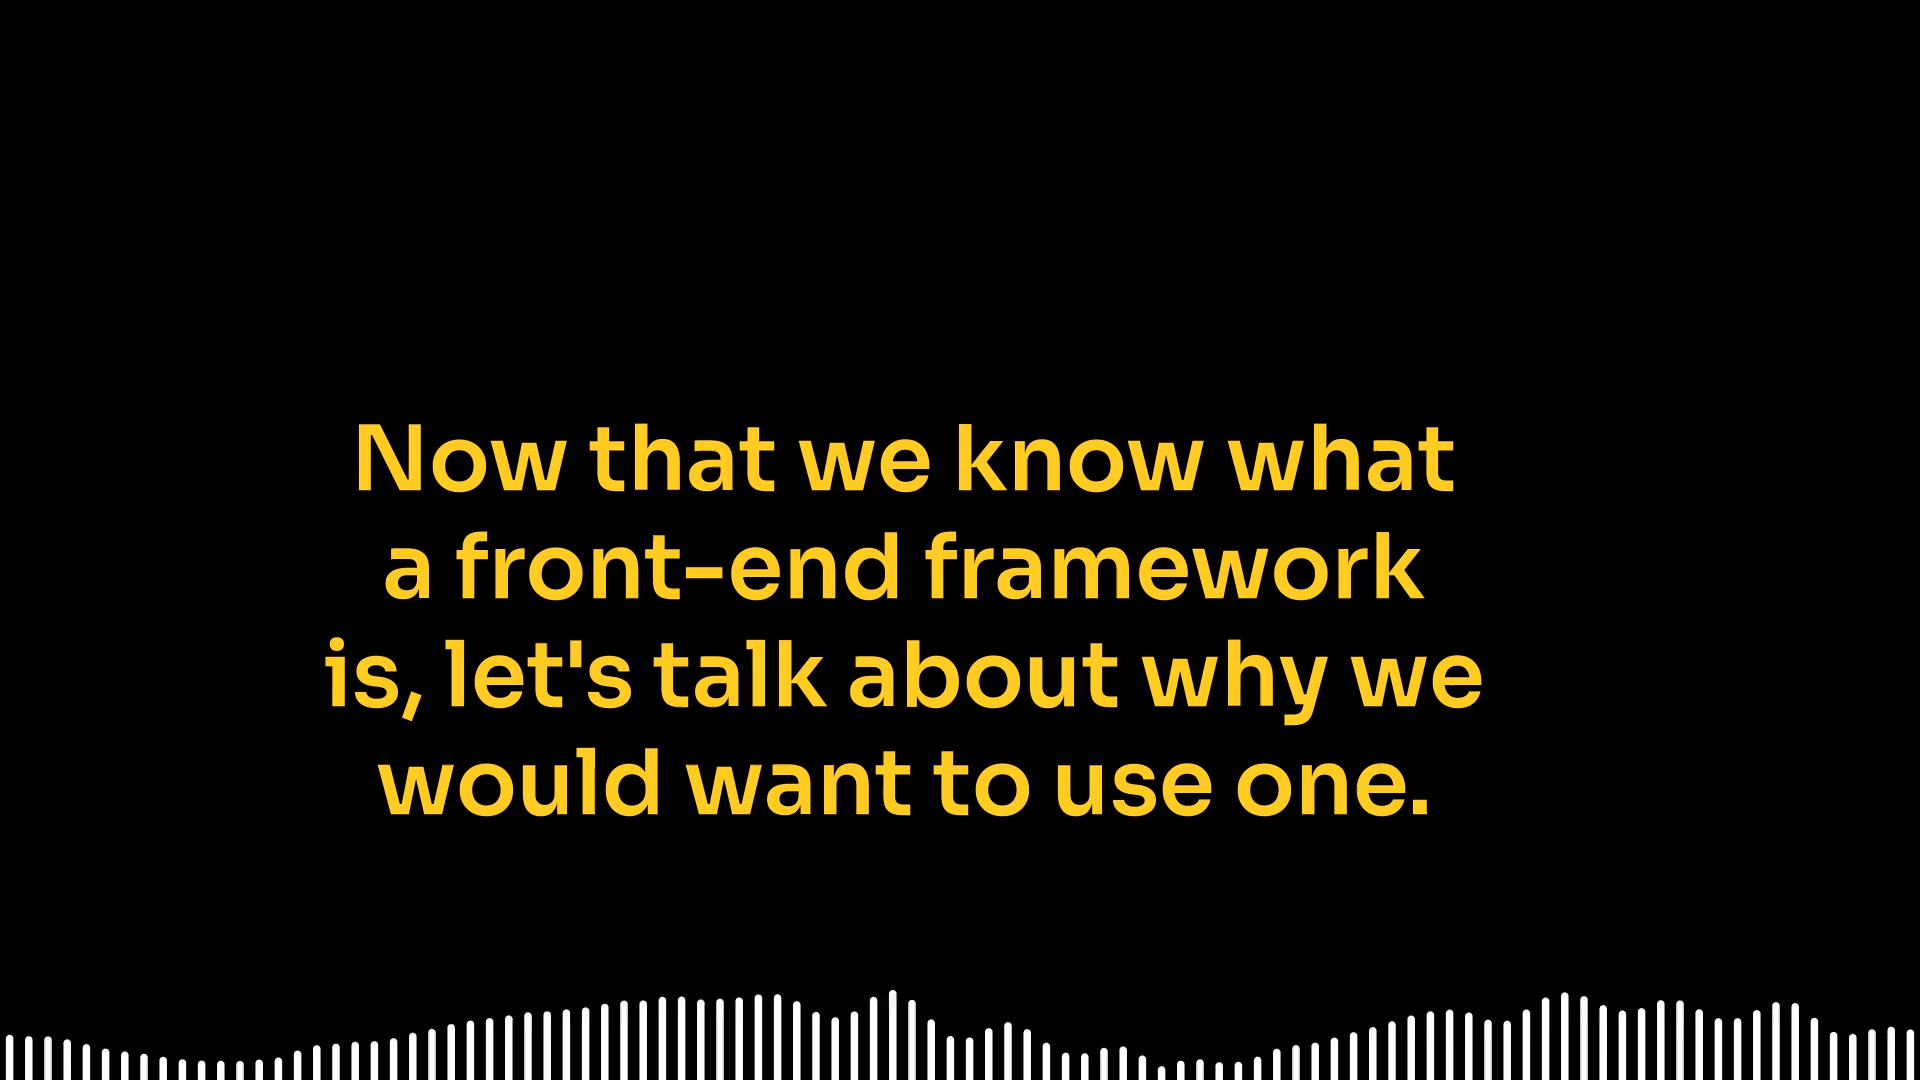 Now that we know what
a front-end framework
is, let's talk about why we
would want to use one.